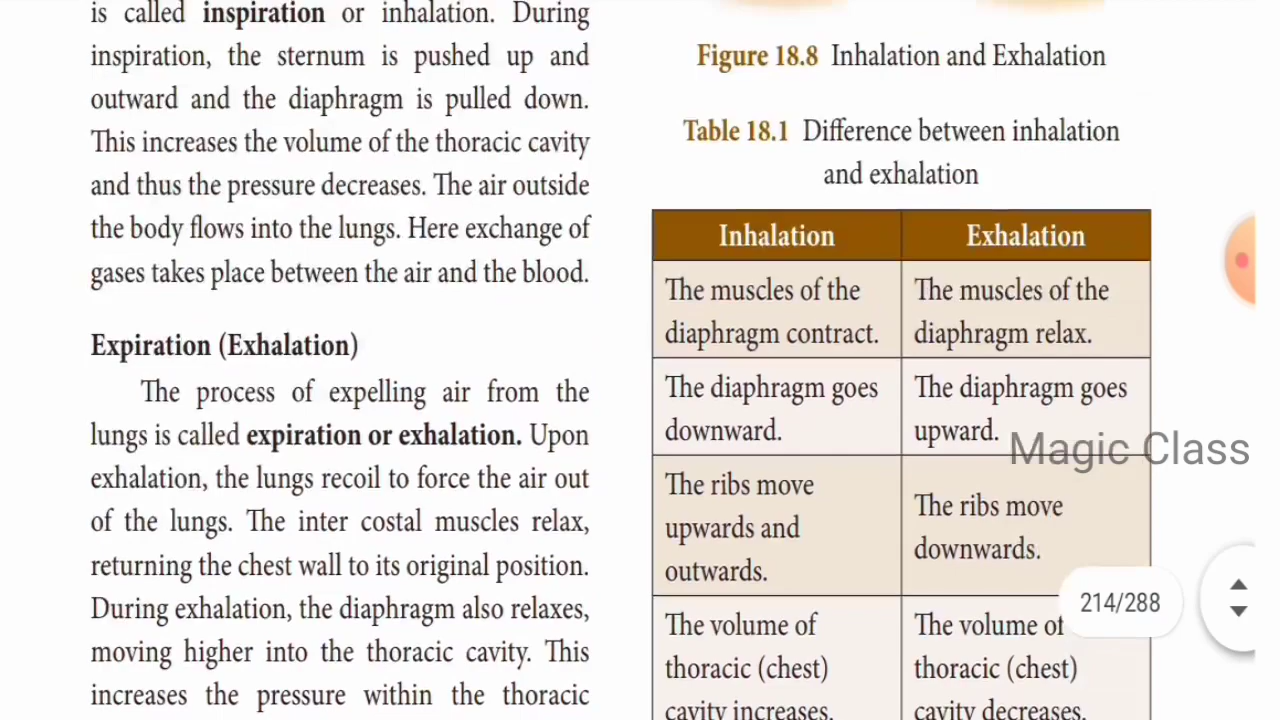 is called inspiration or inhalation. During
inspiration, the sternum is pushed up and
outward and the diaphragm is pulled down.
This increases the volume of the thoracic cavity
and thus the pressure decreases. The air outside
the body flows into the lungs. Here exchange of
gases takes place between the air and the blood.
Expiration (Exhalation)
The process of expelling air from the
lungs is called expiration or exhalation. Upon
exhalation, the lungs recoil to force the air out
of the lungs. The inter costal muscles relax,
returning the chest wall to its original position.
During exhalation, the diaphragm also relaxes,
moving higher into the thoracic cavity. This
increases the pressure within the thoracic
Figure 18.8 Inhalation and Exhalation
Table 18.1 Difference between inhalation
and exhalation
Inhalation
Exhalation
The muscles of the
diaphragm contract.
The muscles of the
diaphragm relax.
The diaphragm goes
downward.
The diaphragm goes
upward.
The ribs move
upwards and
outwards.
The ribs move
downwards.
The volume of
thoracic (chest)
cavity increases.
The volume of
thoracic (chest)
cavity decreases.
Magic Class
214/288